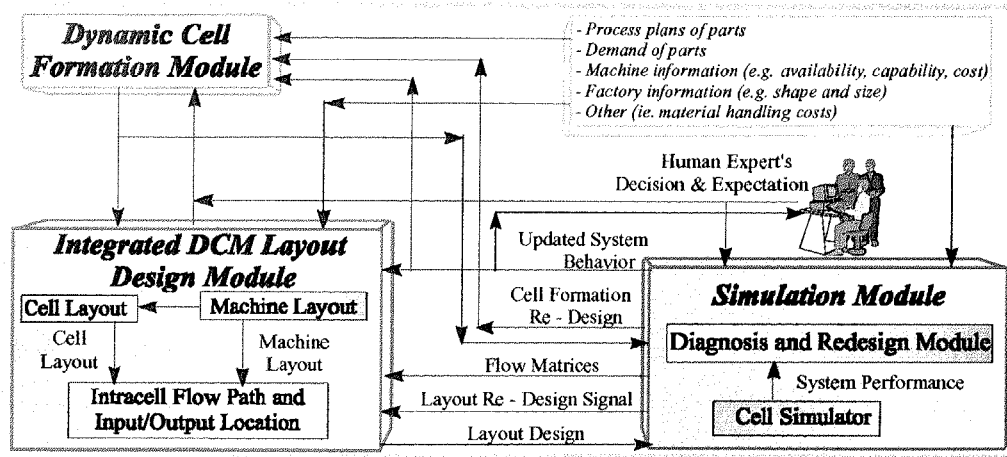 Dynamic Cell
Formation Module
- Process plans of parts
- Demand of parts
- Machine information (e.g. availability, capability, cost)
- Factory information (e.g. shape and size)
- Other (ie. material handling costs)
Human Expert's
Decision & Expectation
Integrated DCM Layout
Design Module
Cell Layout
Machine Layout
Cell
Layout
Machine
Layout
Intracell Flow Path and
Input/Output Location
Updated System
Behavior
Cell Formation
Re - Design
Flow Matrices
Layout Re - Design Signal
Layout Design
Simulation Module
Diagnosis and Redesign Module
System Performance
Cell Simulator